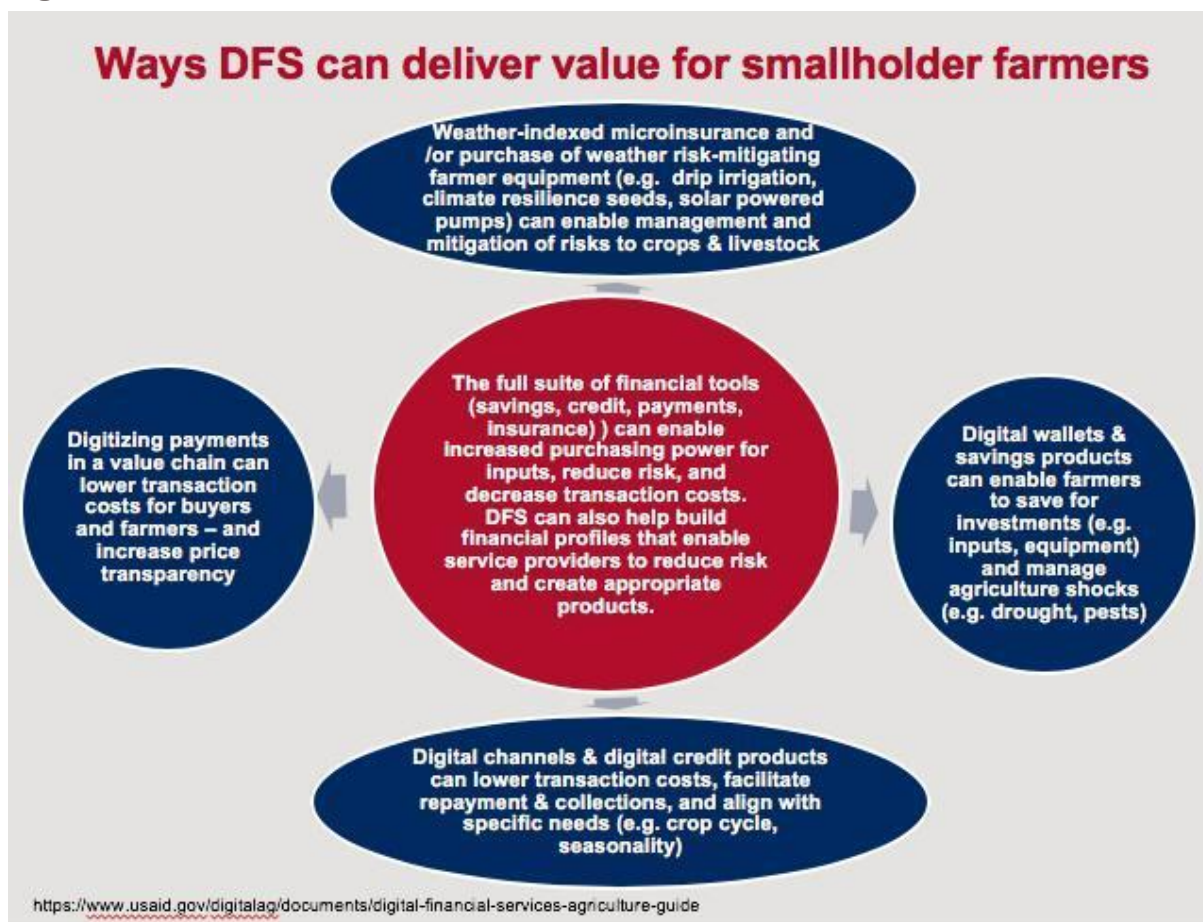 Ways DFS can deliver value for smallholder farmers
Weather-indexed microinsurance and
/or purchase of weather risk-mitigating
farmer equipment (e.g. drip irrigation,
climate resilience seeds, solar powered
pumps) can enable management and
mitigation of risks to crops & livestock
Digitizing payments
in a value chain can
lower transaction
costs for buyers
and farmers – and
increase price
transparency
The full suite of financial tools
(savings, credit, payments,
insurance) ) can enable
increased purchasing power for
inputs, reduce risk, and
decrease transaction costs.
DFS can also help build
financial profiles that enable
service providers to reduce risk
and create appropriate
products.
Digital wallets &
savings products
can enable farmers
to save for
investments (e.g.
inputs, equipment)
and manage
agriculture shocks
(e.g. drought, pests)
Digital channels & digital credit products
can lower transaction costs, facilitate
repayment & collections, and align with
specific needs (e.g. crop cycle,
seasonality)
https://www.usaid.gov/digitalag/documents/digital-financial-services-agriculture-guide